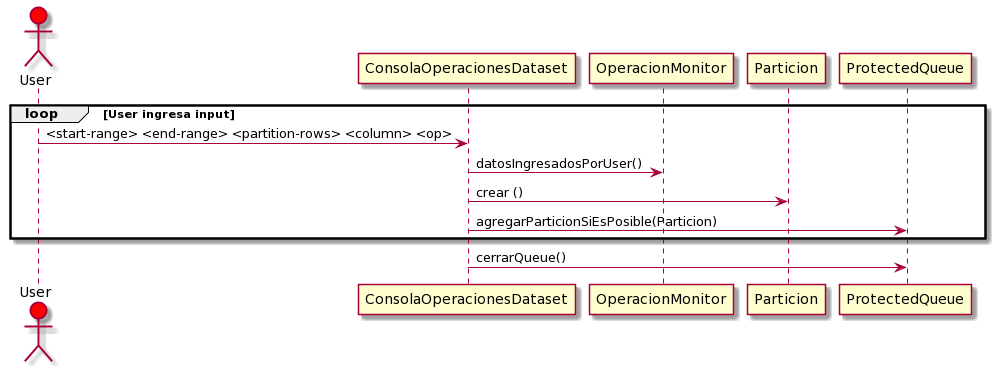 User
ConsolaOperacionesDataset OperacionMonitor Particion ProtectedQueue
loop [User ingresa input]
<start-range> <end-range> <partition-rows> <column> <op>
datosIngresadosPorUser()
crear ()
agregarParticionSiEsPosible(Particion)
cerrarQueue()
User
ConsolaOperacionesDataset OperacionMonitor Particion ProtectedQueue